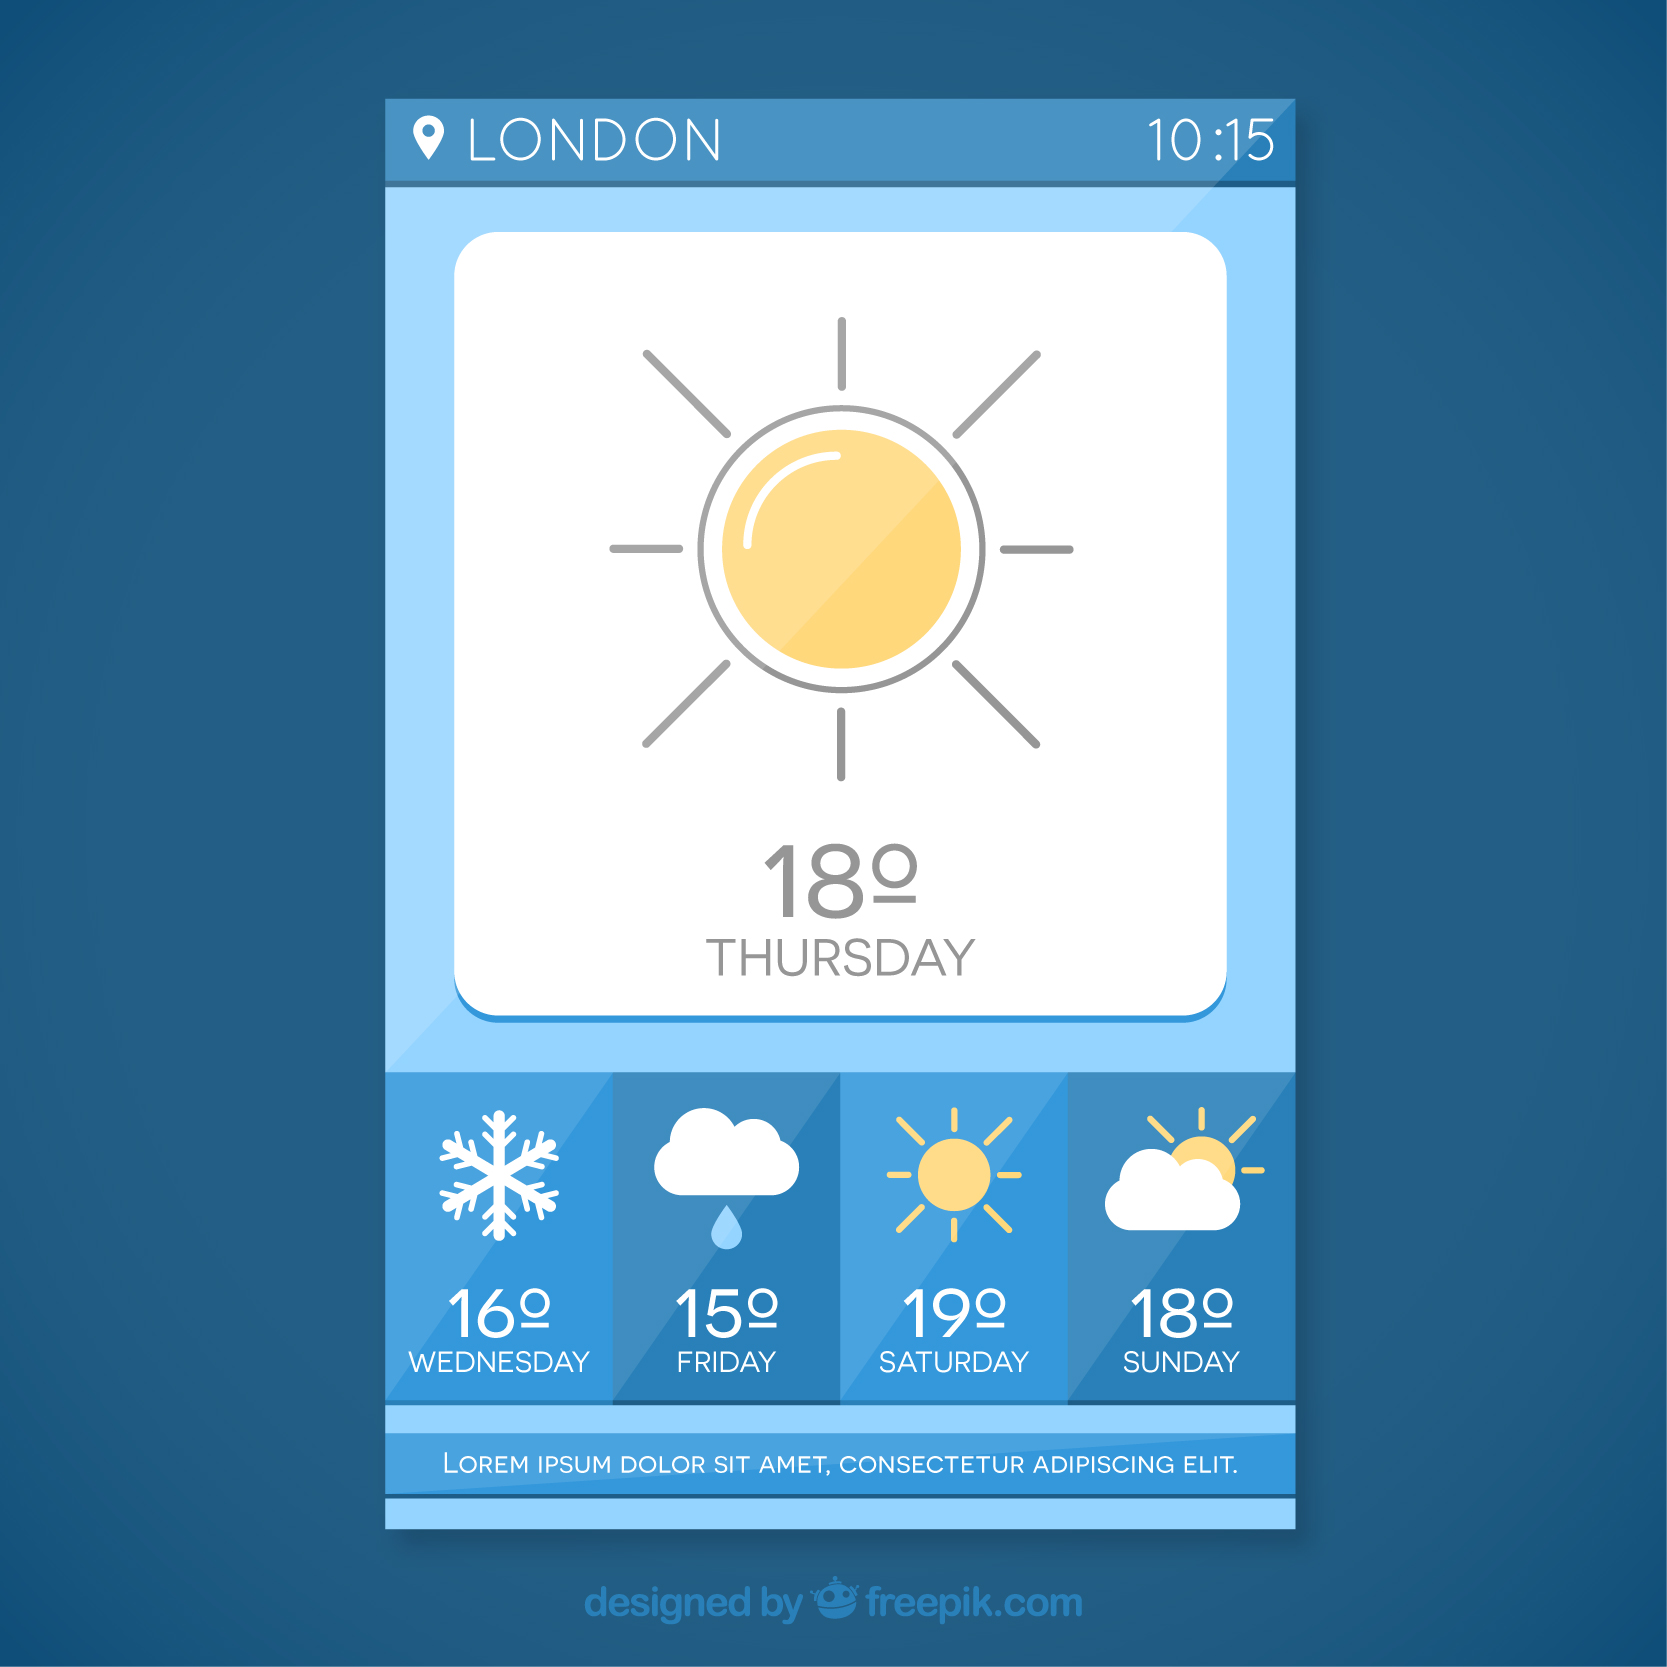 LONDON
10:15
18º
THURSDAY
16º
WEDNESDAY
15º
FRIDAY
19º
SATURDAY
18º
SUNDAY
Lorem ipsum dolor sit amet, consectetur adipiscing elit.
designed by freepik.com